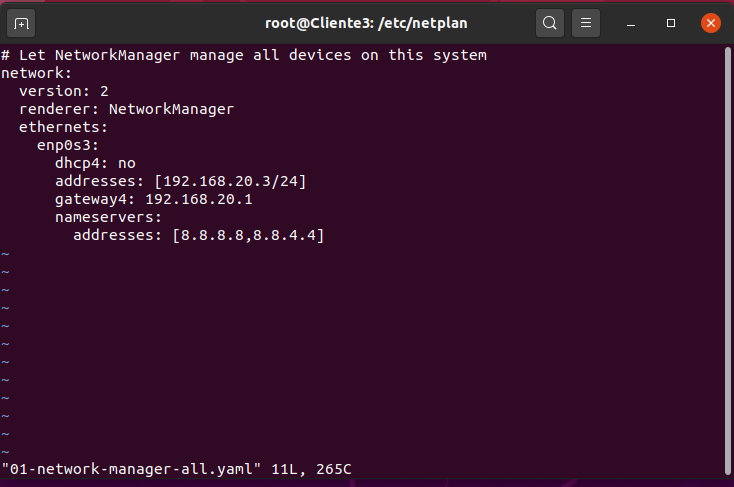 root@Cliente3: /etc/netplan
# Let NetworkManager manage all devices on this system
network:
  version: 2
  renderer: NetworkManager
  ethernets:
    enp0s3:
      dhcp4: no
      addresses: [192.168.20.3/24]
      gateway4: 192.168.20.1
      nameservers:
        addresses: [8.8.8.8,8.8.4.4]
~
~
~
~
~
~
~
~
~
~
~
~
"01-network-manager-all.yaml" 11L, 265C